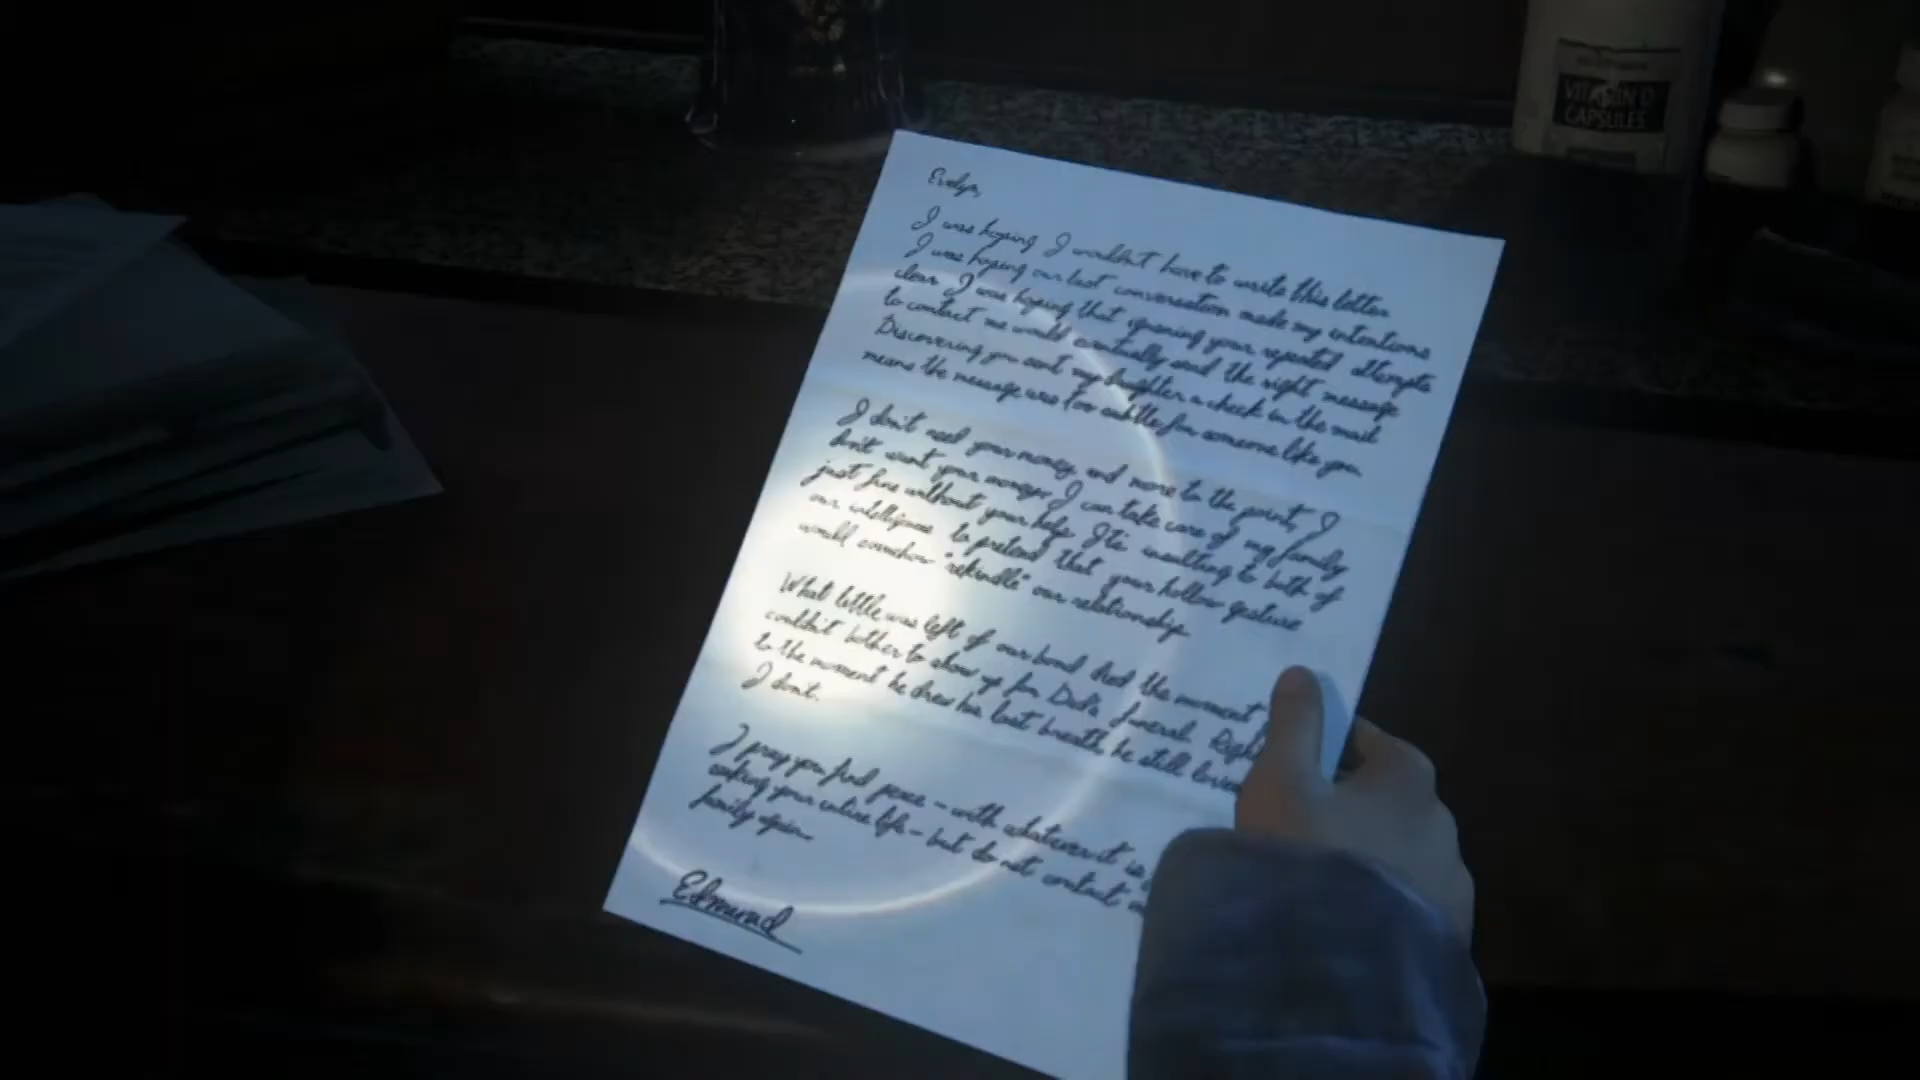 VITAMIN D
CAPSULES
Evelyn,
I was hoping I wouldn't have to write this letter.
I was hoping our last conversation make my intentions
clear. I was hoping that ignoring your repeated attempts
to contact me would eventually send the right message.
Discovering you sent my daughter a check in the mail
means the message was too subtle for someone like you.
I don't need your money and more to the point, I
don't want your money. I can take care of my family
just fine without your help. It's insulting to both of
our intelligence to pretend that your hollow gesture
would somehow "rekindle" our relationship.
What little was left of our bond died the moment
couldn't bother to show up for Dad's funeral. Right
to the moment he drew his last breath, he still loved
I don't.
I pray you find peace - with whatever it is
seeking your entire life - but do not contact
family again.
Edmund